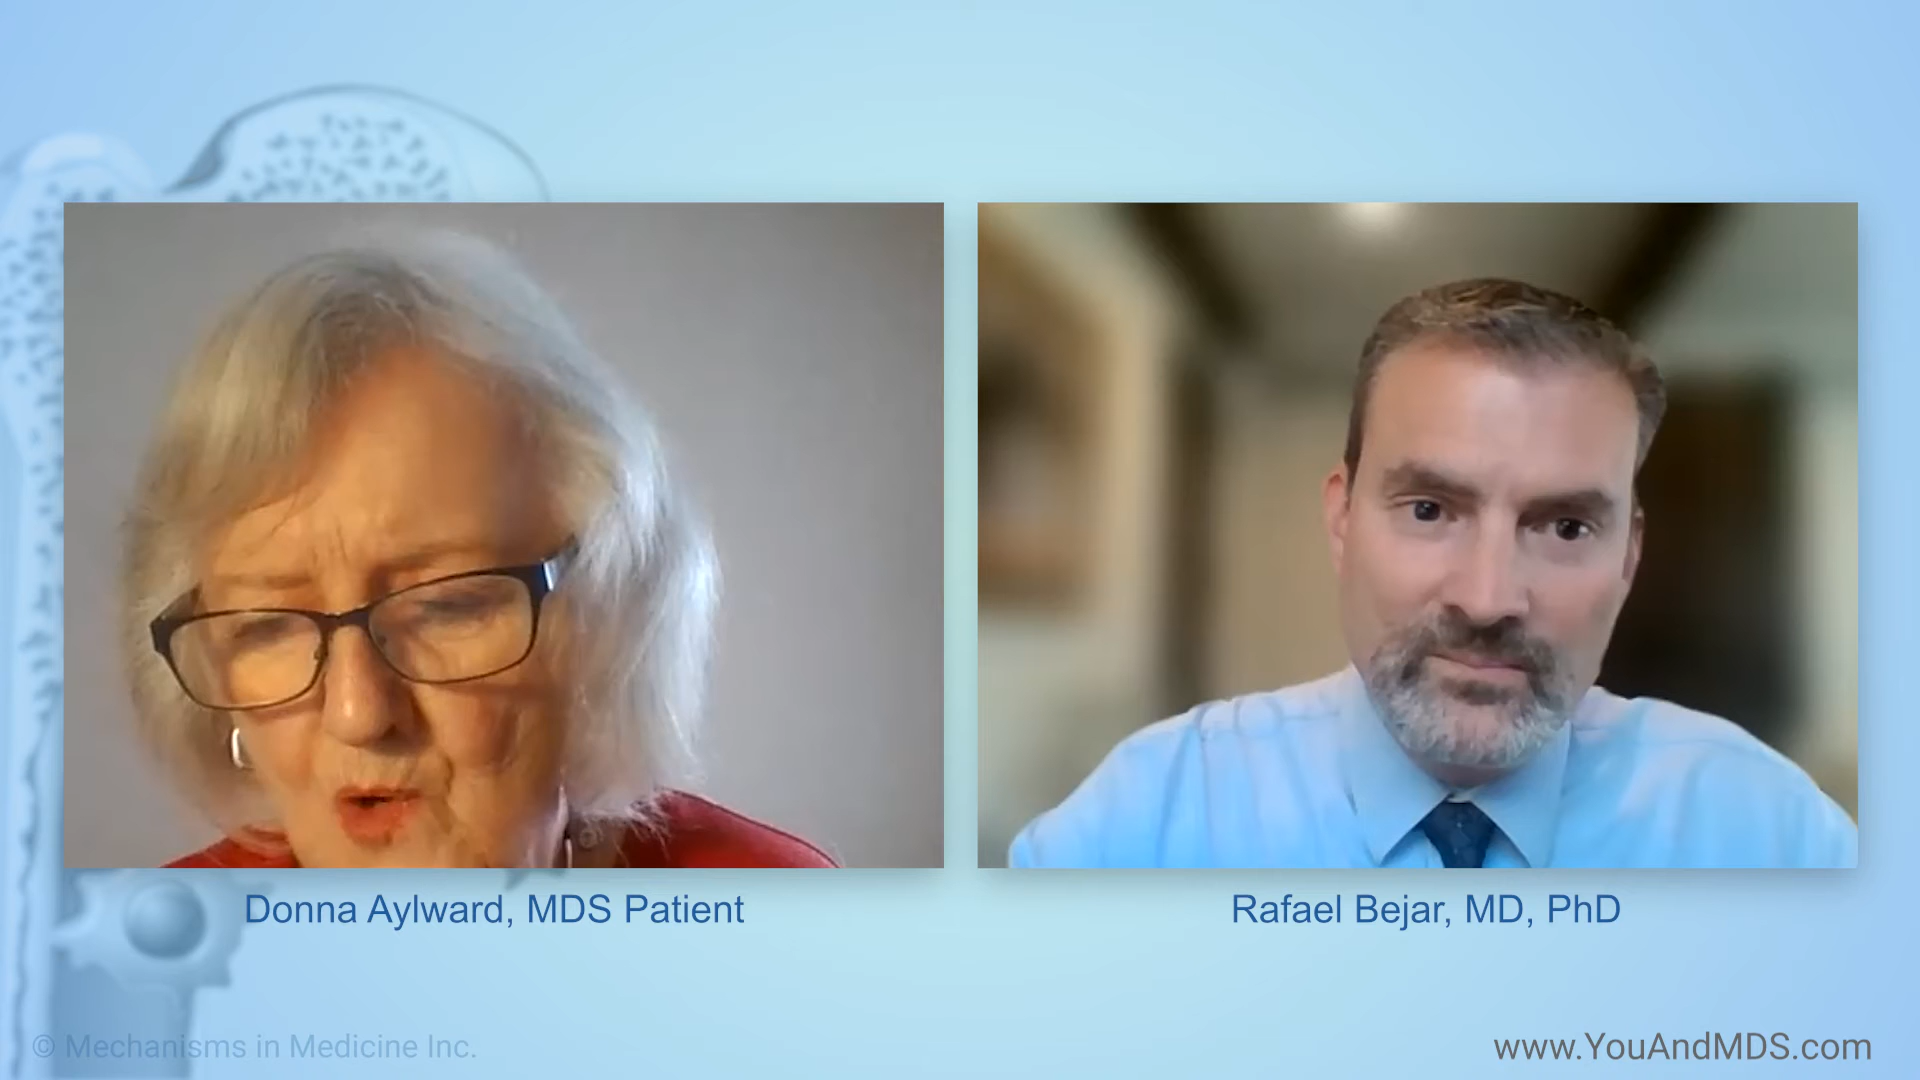 Donna Aylward, MDS Patient
Rafael Bejar, MD, PhD
© Mechanisms in Medicine Inc.
www.YouAndMDS.com